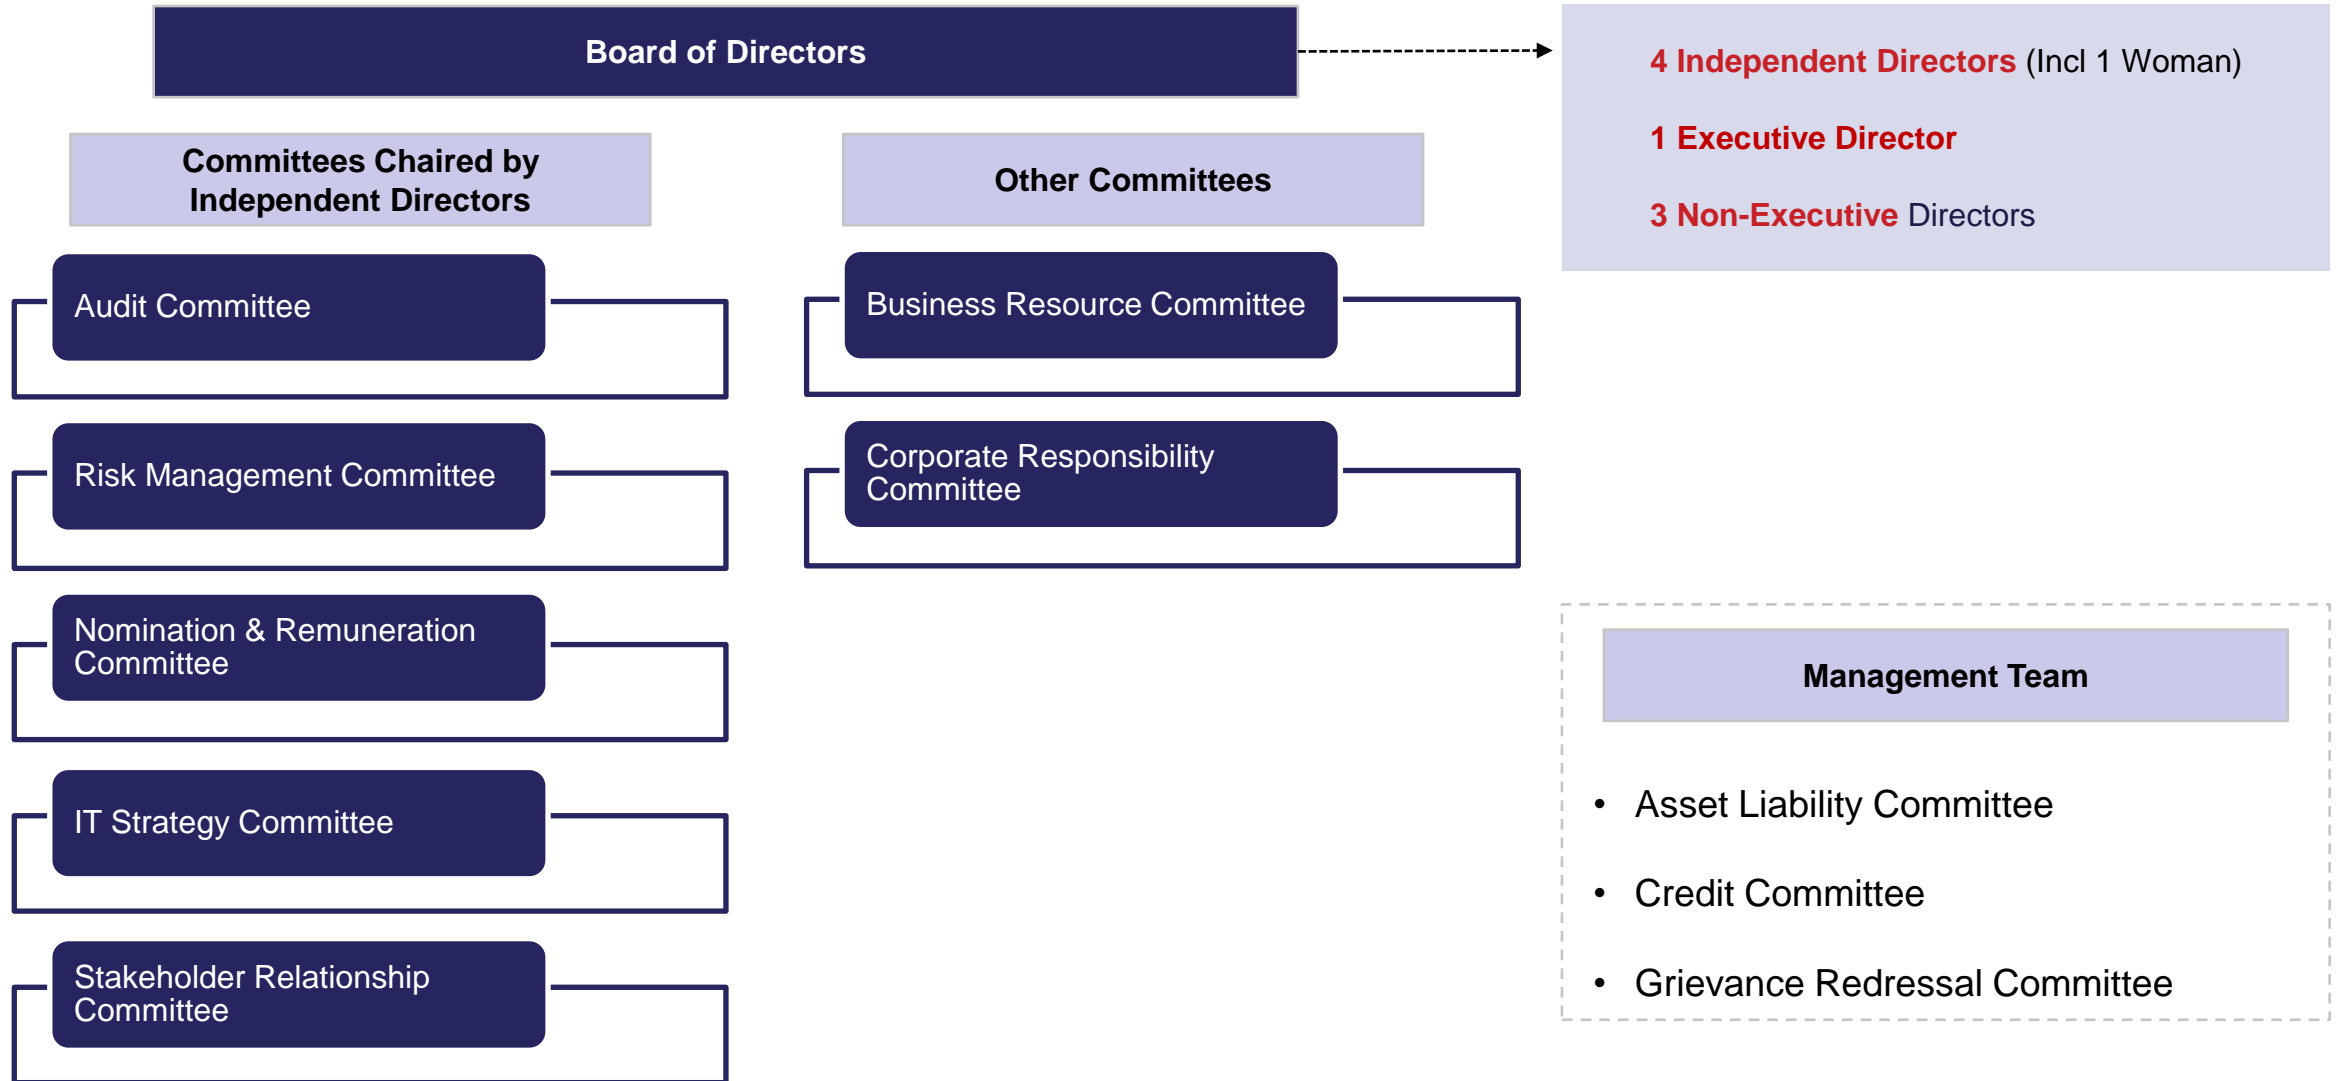 Board of Directors
4 Independent Directors (Incl 1 Woman)
1 Executive Director
3 Non-Executive Directors
Committees Chaired by
Independent Directors
Audit Committee
Risk Management Committee
Nomination & Remuneration
Committee
IT Strategy Committee
Stakeholder Relationship
Committee
Other Committees
Business Resource Committee
Corporate Responsibility
Committee
Management Team
• Asset Liability Committee
• Credit Committee
• Grievance Redressal Committee